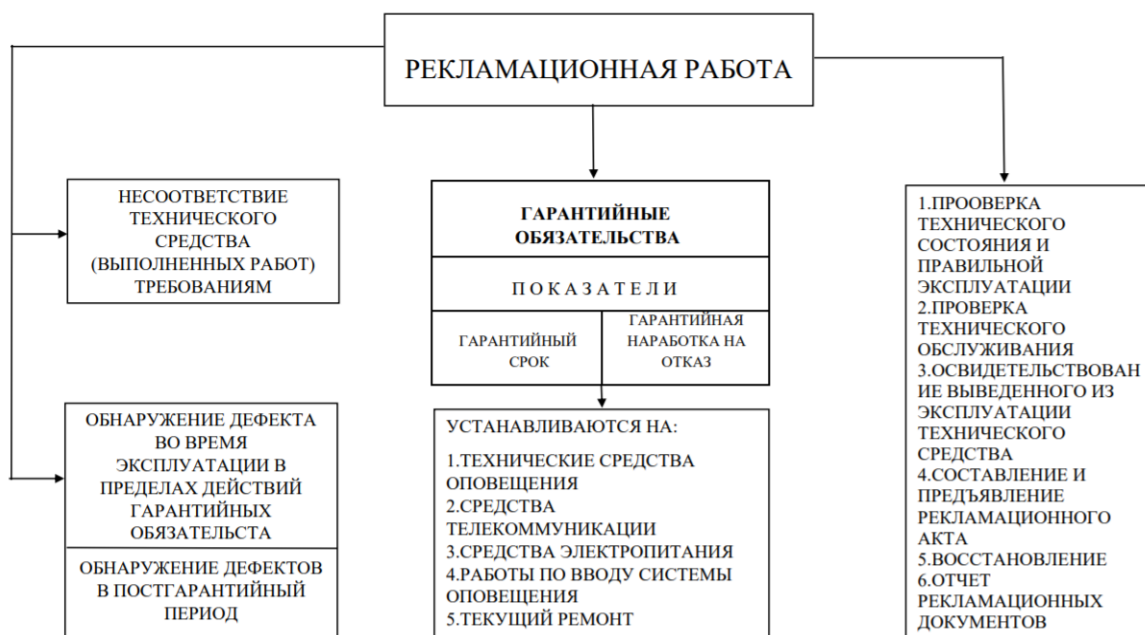 РЕКЛАМАЦИОННАЯ РАБОТА
НЕСООТВЕТСТВИЕ
ТЕХНИЧЕСКОГО
СРЕДСТВА
(ВЫПОЛНЕННЫХ РАБОТ)
ТРЕБОВАНИЯМ
ОБНАРУЖЕНИЕ ДЕФЕКТА
ВО ВРЕМЯ
ЭКСПЛУАТАЦИИ В
ПРЕДЕЛАХ ДЕЙСТВИЙ
ГАРАНТИЙНЫХ
ОБЯЗАТЕЛЬСТА
ОБНАРУЖЕНИЕ ДЕФЕКТОВ
В ПОСТГАРАНТИЙНЫЙ
ПЕРИОД
ГАРАНТИЙНЫЕ
ОБЯЗАТЕЛЬСТВА
П О К А З А Т Е Л И
ГАРАНТИЙНЫЙ
СРОК
ГАРАНТИЙНАЯ
НАРАБОТКА НА
ОТКАЗ
УСТАНАВЛИВАЮТСЯ НА:
1.ТЕХНИЧЕСКИЕ СРЕДСТВА
ОПОВЕЩЕНИЯ
2.СРЕДСТВА
ТЕЛЕКОММУНИКАЦИИ
3.СРЕДСТВА ЭЛЕКТРОПИТАНИЯ
4.РАБОТЫ ПО ВВОДУ СИСТЕМЫ
ОПОВЕЩЕНИЯ
5.ТЕКУЩИЙ РЕМОНТ
1.ПРООВЕРКА
ТЕХНИЧЕСКОГО
СОСТОЯНИЯ И
ПРАВИЛЬНОЙ
ЭКСПЛУАТАЦИИ
2.ПРОВЕРКА
ТЕХНИЧЕСКОГО
ОБСЛУЖИВАНИЯ
3.ОСВИДЕТЕЛЬСТВОВАН
ИЕ ВЫВЕДЕННОГО ИЗ
ЭКСПЛУАТАЦИИ
ТЕХНИЧЕСКОГО
СРЕДСТВА
4.СОСТАВЛЕНИЕ И
ПРЕДЪЯВЛЕНИЕ
РЕКЛАМАЦИОННОГО
АКТА
5.ВОССТАНОВЛЕНИЕ
6.ОТЧЕТ
РЕКЛАМАЦИОННЫХ
ДОКУМЕНТОВ